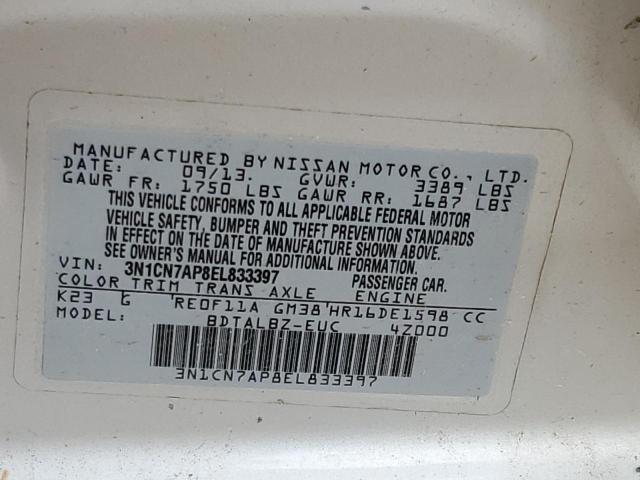 MANUFACTURED BY NISSAN MOTOR CO., LTD.
DATE: 09/13. GVWR: 3389 LBS
GAWR FR: 1750 LBS GAWR RR: 1687 LBS
THIS VEHICLE CONFORMS TO ALL APPLICABLE FEDERAL MOTOR
VEHICLE SAFETY, BUMPER AND THEFT PREVENTION STANDARDS
IN EFFECT ON THE DATE OF MANUFACTURE SHOWN ABOVE.
SEE OWNER'S MANUAL FOR ADDITIONAL INFORMATION.
VIN: 3N1CN7AP8EL833397 PASSENGER CAR.
COLOR TRIM TRANS AXLE ENGINE
K23 G RE0F11A GM38 HR16DE1598 CC
BDTALBZ-EUC 4Z000
3N1CN7AP8EL833397